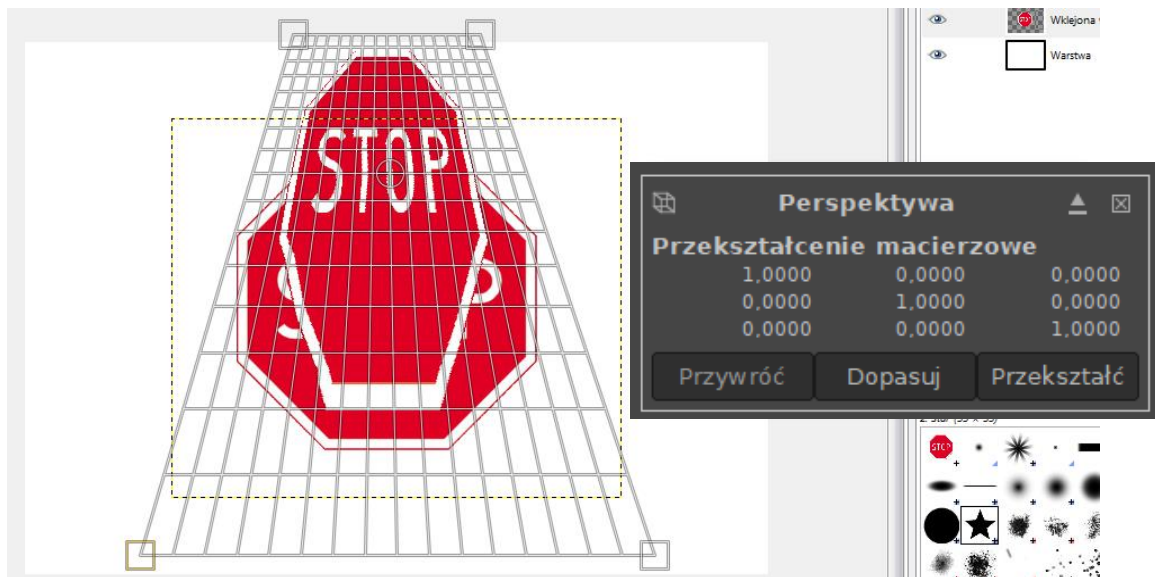 Wklejona
Warstwa
STOP
S P
Perspektywa
Przekształcenie macierzowe
1,0000 0,0000 0,0000
0,0000 1,0000 0,0000
0,0000 0,0000 1,0000
Przywróć Dopasuj Przekształć
STOP